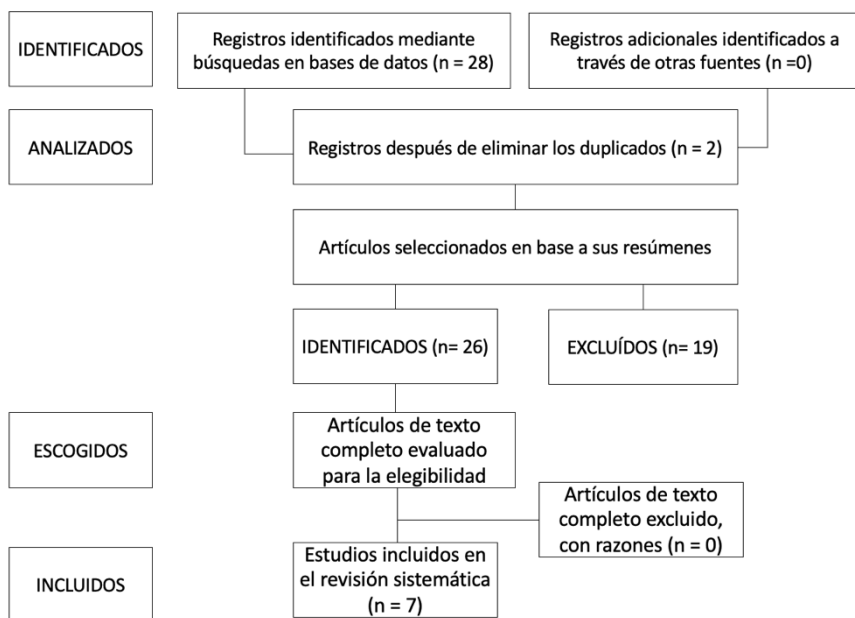 IDENTIFICADOS
Registros identificados mediante
búsquedas en bases de datos (n = 28)
Registros adicionales identificados a
través de otras fuentes (n =0)
ANALIZADOS
Registros después de eliminar los duplicados (n = 2)
Artículos seleccionados en base a sus resúmenes
IDENTIFICADOS (n= 26)
EXCLUÍDOS (n= 19)
ESCOGIDOS
Artículos de texto
completo evaluado
para la elegibilidad
Artículos de texto
completo excluido,
con razones (n = 0)
INCLUIDOS
Estudios incluidos en
el revisión sistemática
(n = 7)